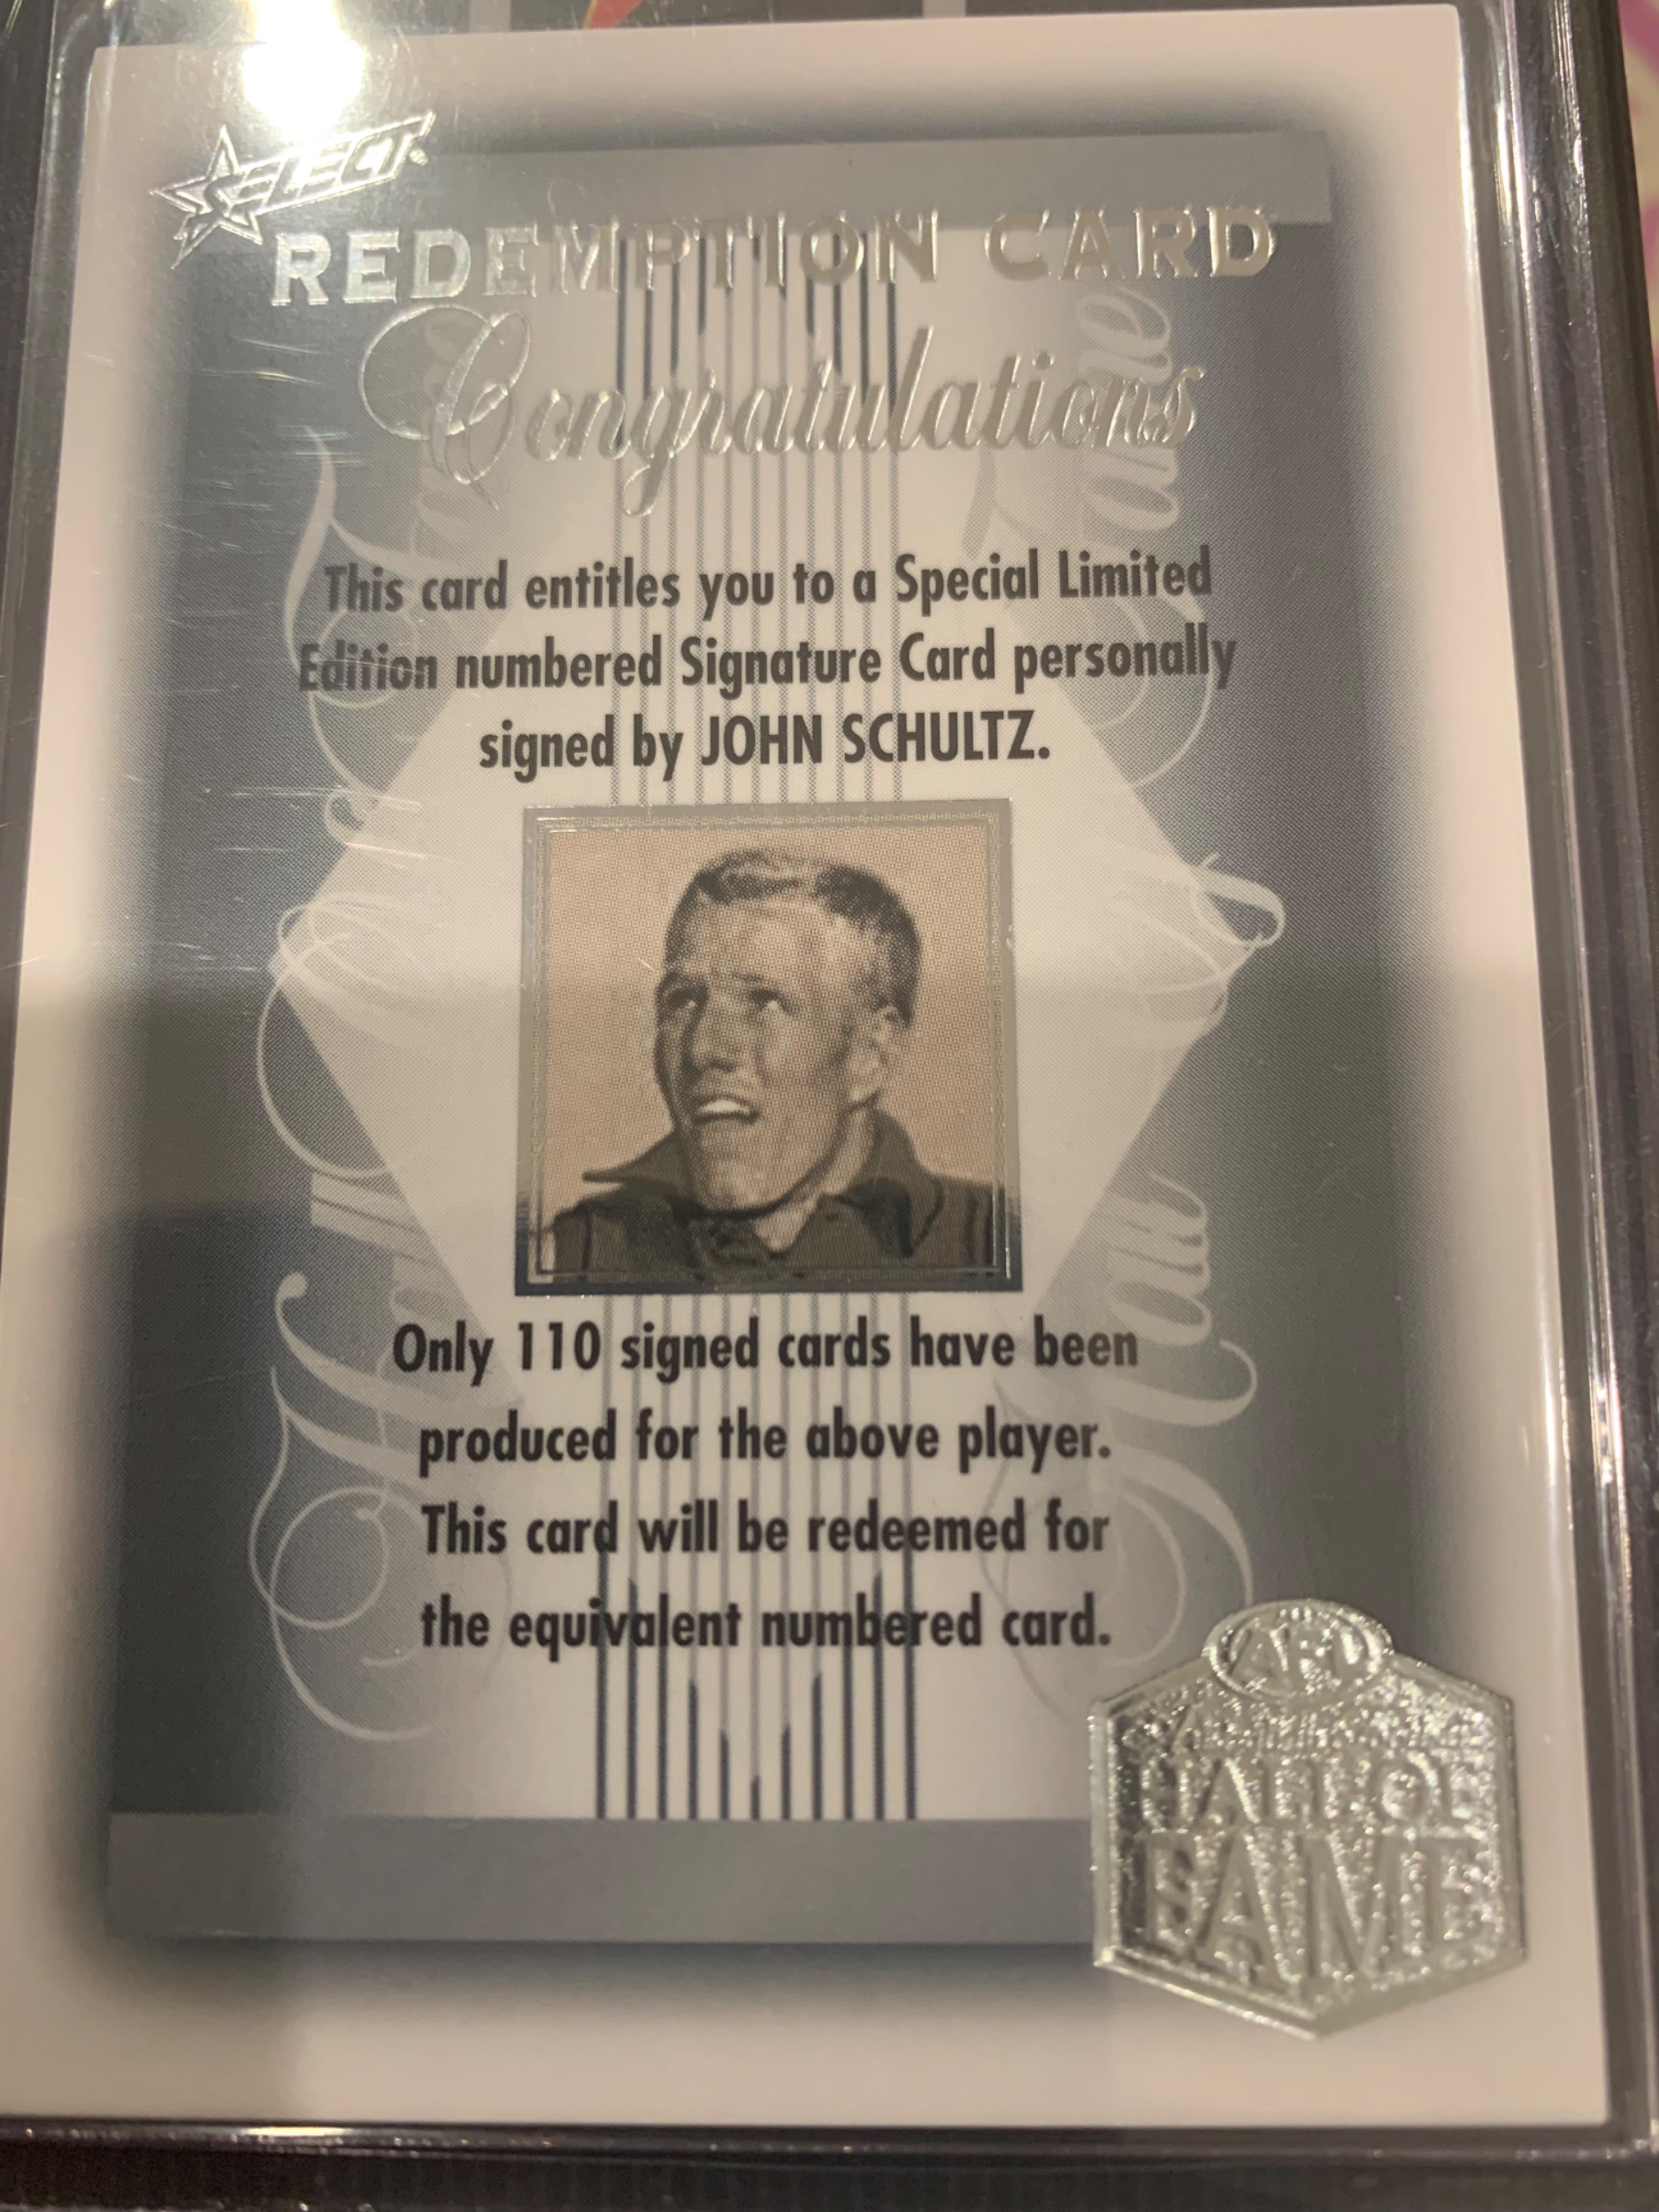 SELECT
REDEMPTION CARD
Congratulations
This card entitles you to a Special Limited
Edition numbered Signature Card personally
signed by JOHN SCHULTZ.
Only 110 signed cards have been
produced for the above player.
This card will be redeemed for
the equivalent numbered card.
AFL
HALL OF
FAME